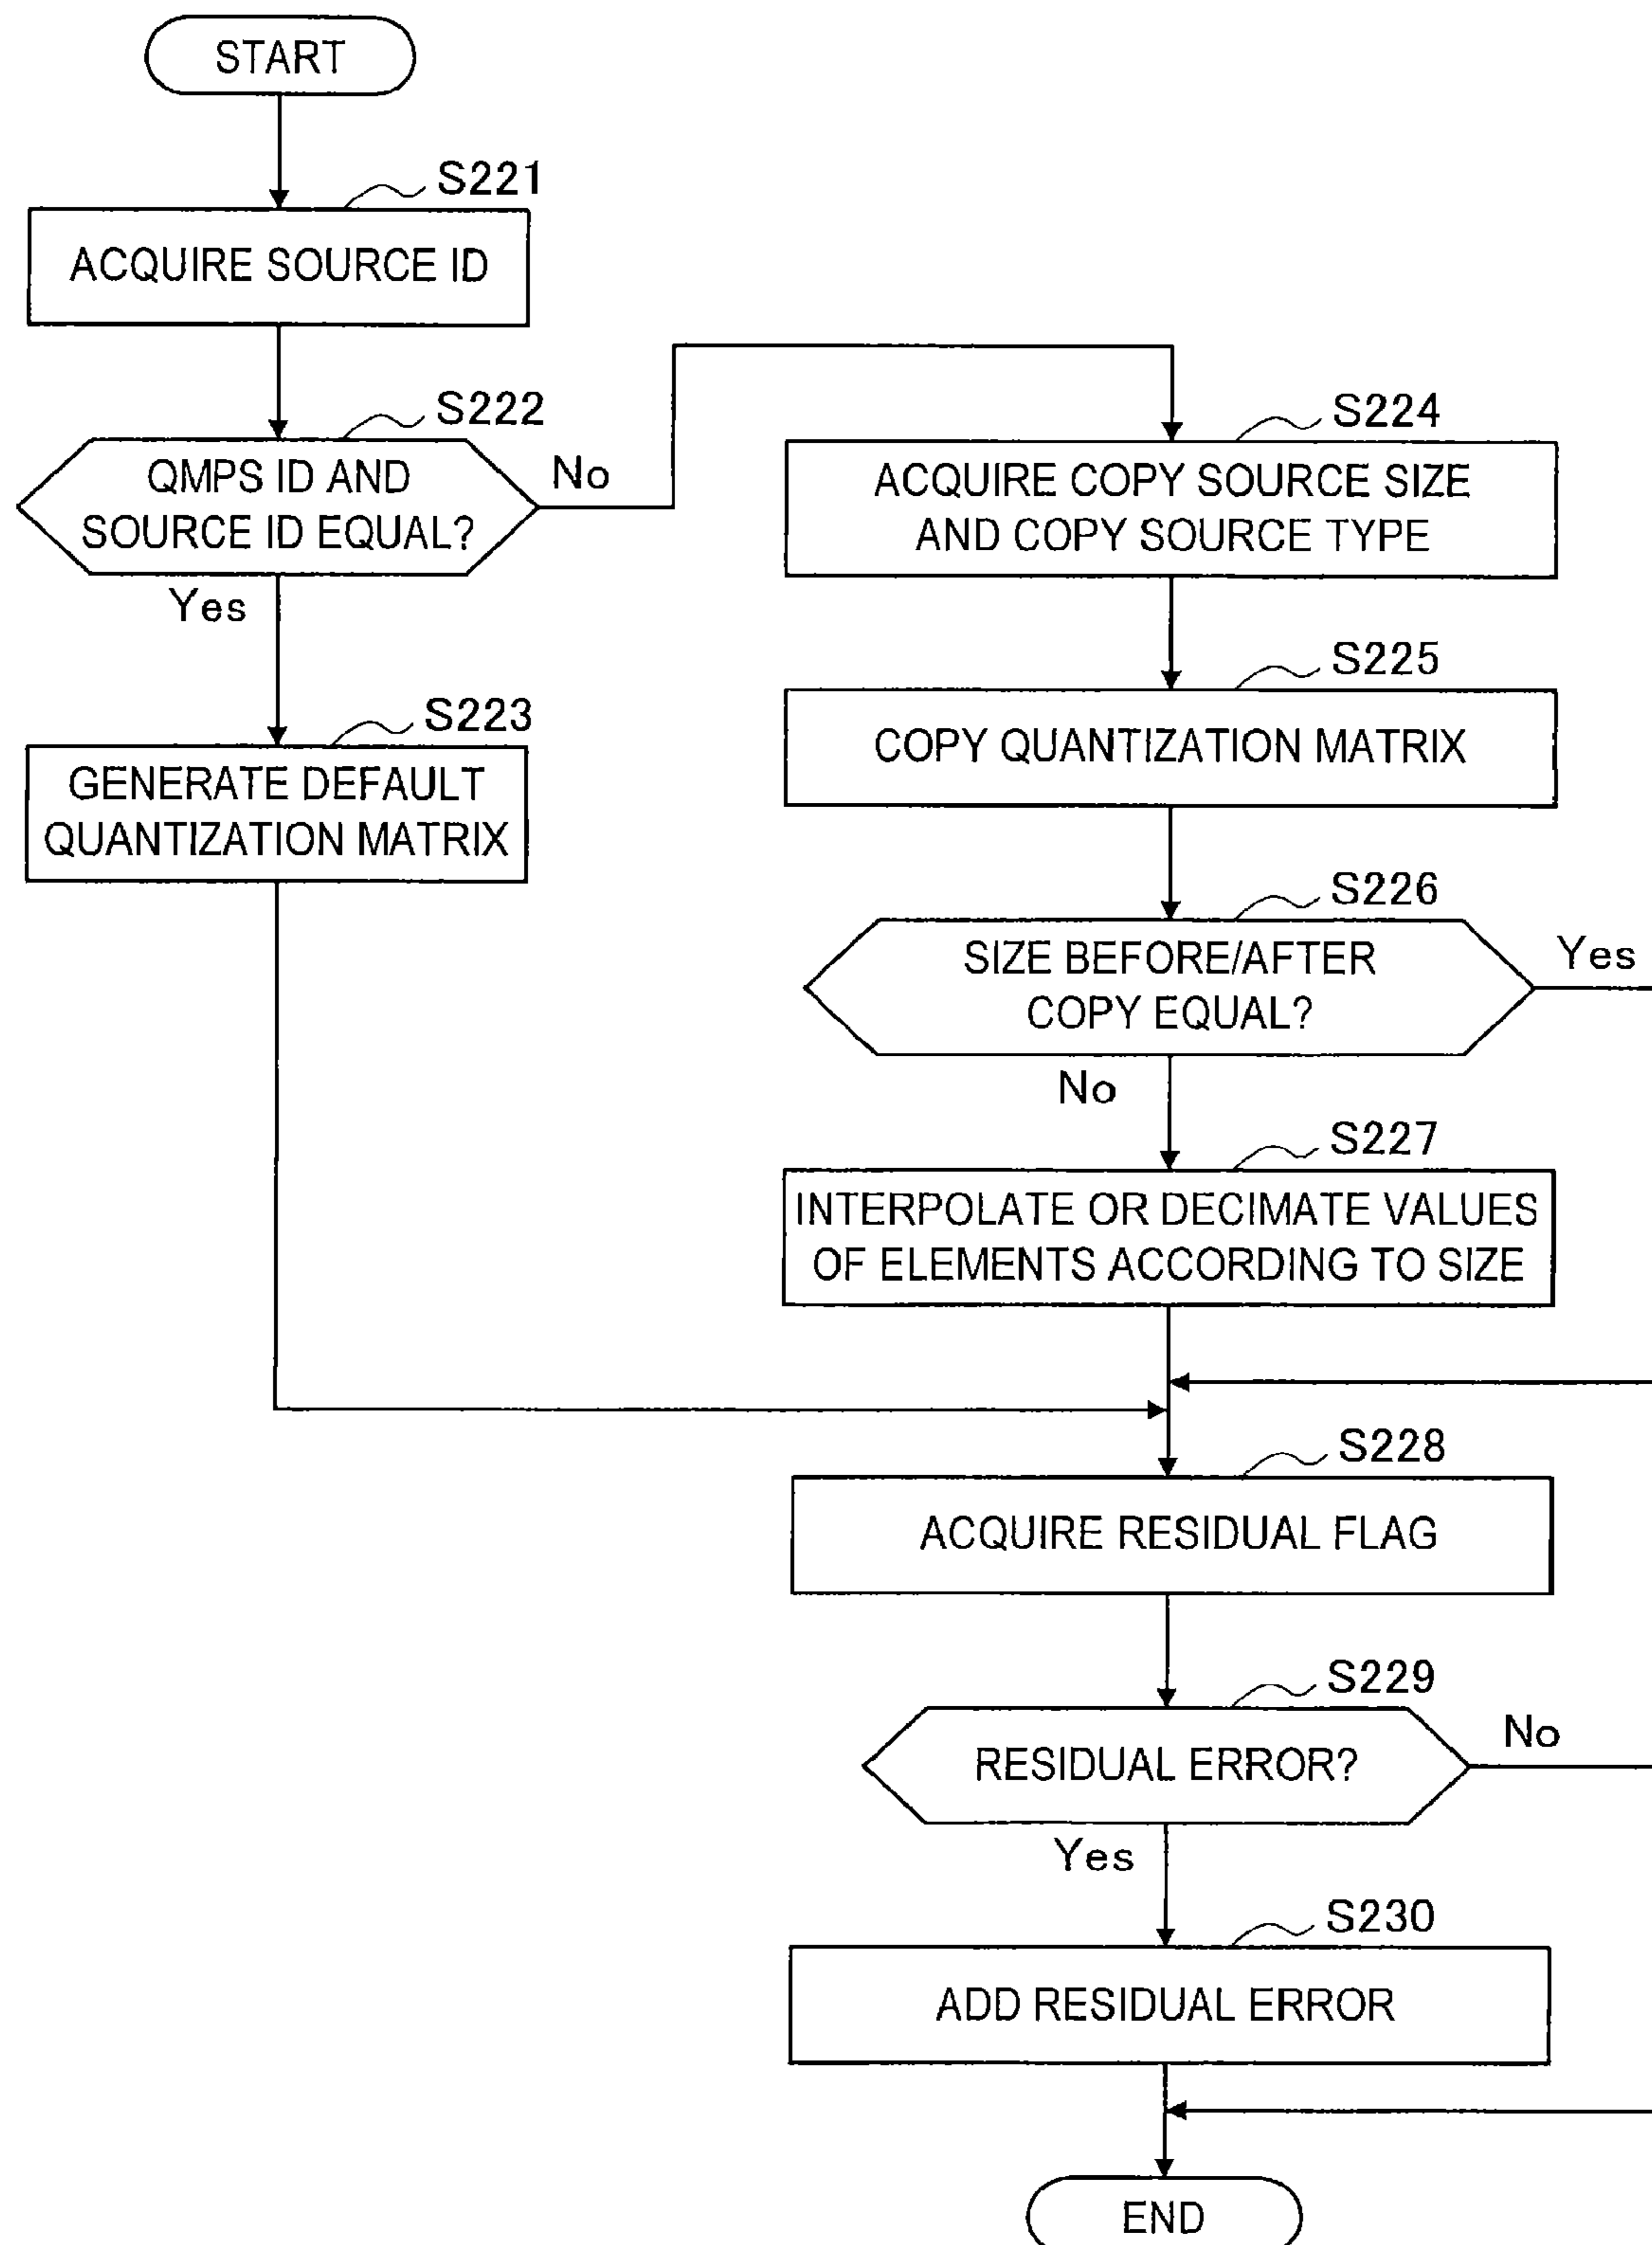 START
S221
ACQUIRE SOURCE ID
S222
QMPS ID AND
SOURCE ID EQUAL?
No
Yes
S223
GENERATE DEFAULT
QUANTIZATION MATRIX
S224
ACQUIRE COPY SOURCE SIZE
AND COPY SOURCE TYPE
S225
COPY QUANTIZATION MATRIX
S226
SIZE BEFORE/AFTER
COPY EQUAL?
Yes
No
S227
INTERPOLATE OR DECIMATE VALUES
OF ELEMENTS ACCORDING TO SIZE
S228
ACQUIRE RESIDUAL FLAG
S229
RESIDUAL ERROR?
No
Yes
S230
ADD RESIDUAL ERROR
END